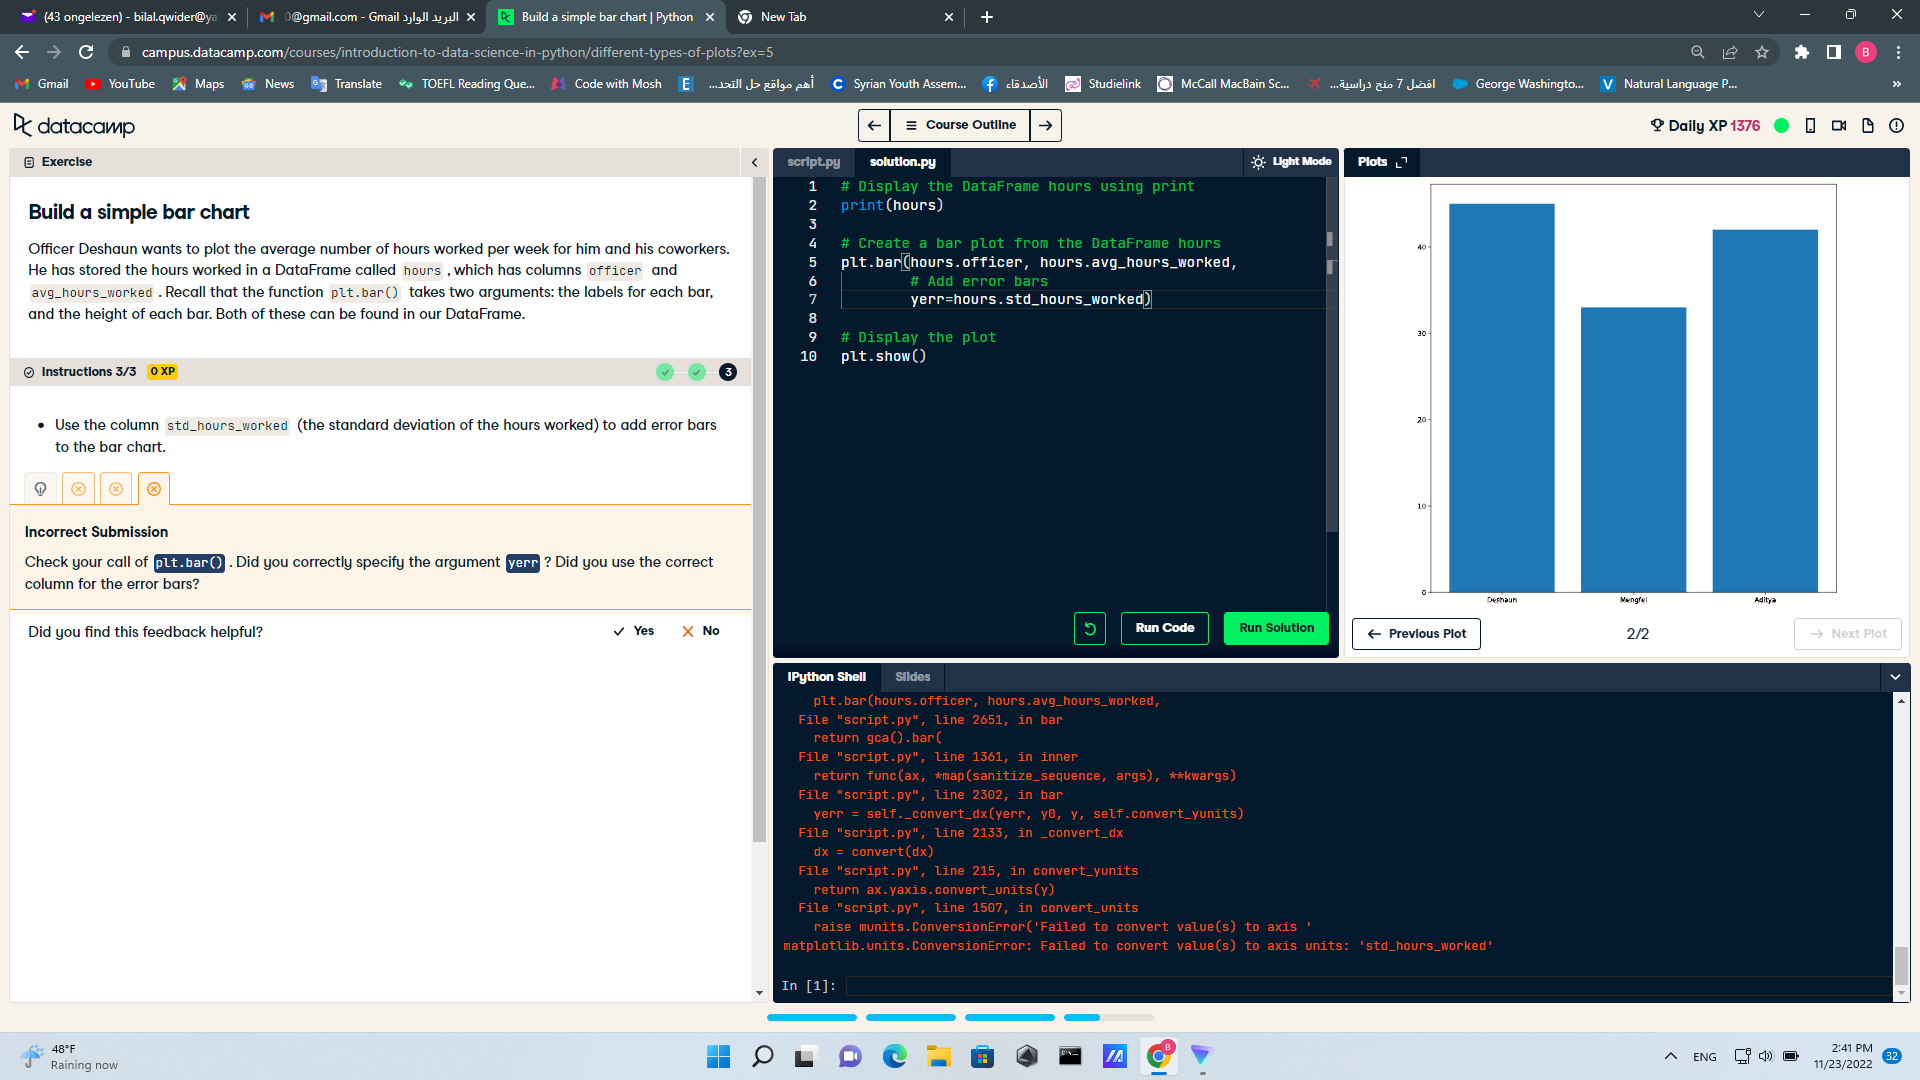 (43 ongelezen) - bilal.qwider@ya
البريد الوارد - 0@gmail.com - Gmail
Build a simple bar chart | Python
New Tab
campus.datacamp.com/courses/introduction-to-data-science-in-python/different-types-of-plots?ex=5
B
Gmail
YouTube
Maps
News
Translate
TOEFL Reading Que...
Code with Mosh
أهم مواقع حل التحد...
Syrian Youth Assem...
الأصدقاء
Studielink
McCall MacBain Sc...
افضل 7 منح دراسية...
George Washingto...
Natural Language P...
datacamp
Course Outline
Daily XP 1376
Exercise
Build a simple bar chart
Officer Deshaun wants to plot the average number of hours worked per week for him and his coworkers.
He has stored the hours worked in a DataFrame called hours , which has columns officer and
avg_hours_worked . Recall that the function plt.bar() takes two arguments: the labels for each bar,
and the height of each bar. Both of these can be found in our DataFrame.
Instructions 3/3 0 XP
3
Use the column std_hours_worked (the standard deviation of the hours worked) to add error bars
to the bar chart.
Incorrect Submission
Check your call of plt.bar() . Did you correctly specify the argument yerr ? Did you use the correct
column for the error bars?
Did you find this feedback helpful?
Yes
No
script.py
solution.py
Light Mode
1 # Display the DataFrame hours using print
2 print(hours)
3
4 # Create a bar plot from the DataFrame hours
5 plt.bar(hours.officer, hours.avg_hours_worked,
6 # Add error bars
7 yerr=hours.std_hours_worked)
8
9 # Display the plot
10 plt.show()
Run Code
Run Solution
Plots
40
30
20
10
0
Deshaun
Mengfei
Aditya
Previous Plot
2/2
Next Plot
IPython Shell
Slides
plt.bar(hours.officer, hours.avg_hours_worked,
File "script.py", line 2651, in bar
return gca().bar(
File "script.py", line 1361, in inner
return func(ax, *map(sanitize_sequence, args), **kwargs)
File "script.py", line 2302, in bar
yerr = self._convert_dx(yerr, y0, y, self.convert_yunits)
File "script.py", line 2133, in _convert_dx
dx = convert(dx)
File "script.py", line 215, in convert_yunits
return ax.yaxis.convert_units(y)
File "script.py", line 1507, in convert_units
raise munits.ConversionError('Failed to convert value(s) to axis '
matplotlib.units.ConversionError: Failed to convert value(s) to axis units: 'std_hours_worked'
In [1]:
48°F
Raining now
ENG
2:41 PM
11/23/2022
32